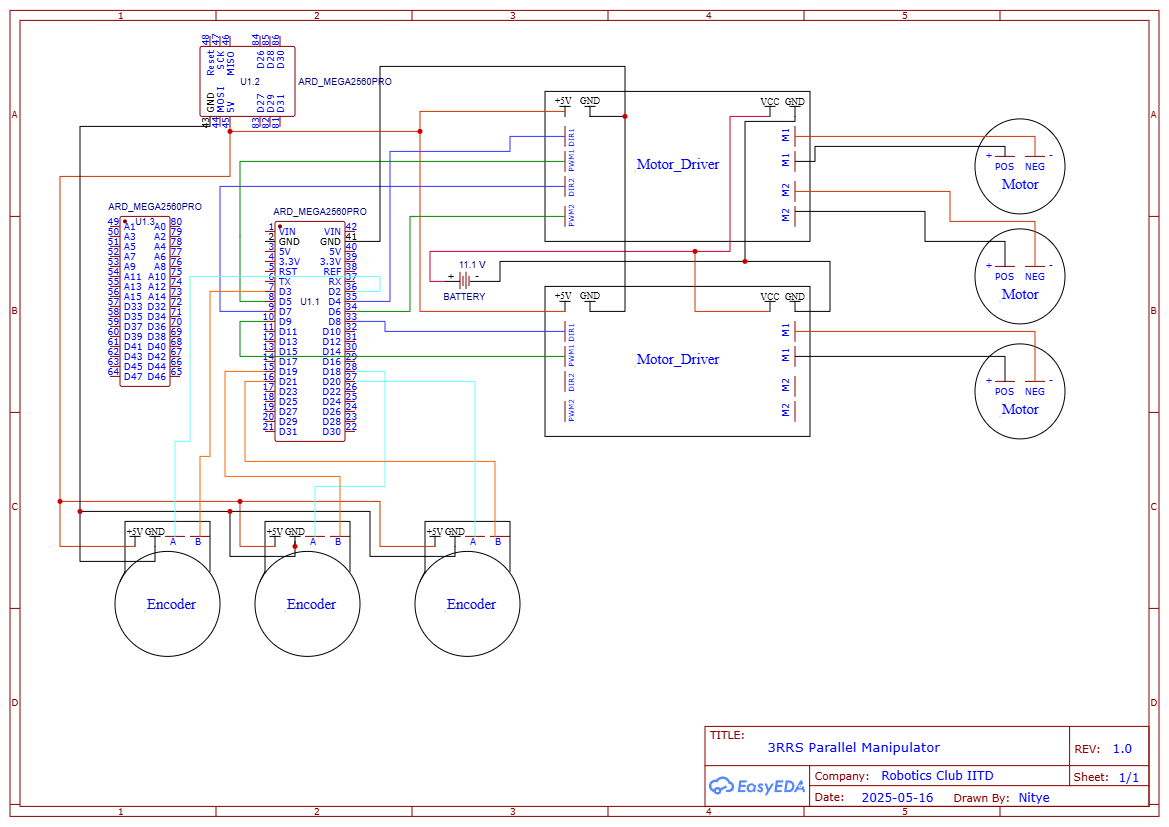 1 2 3 4 5
A A
B B
C C
D D
1 2 3 4 5
48 47 46 84 85 86
Reset SCK MISO D26 D28 D30
U1.2
ARD_MEGA2560PRO
GND MOSI 5V D27 D29 D31
43 44 45 83 82 81
ARD_MEGA2560PRO
U1.3
49 A1 A0 80
50 A3 A2 79
51 A5 A4 78
52 A7 A6 77
53 A9 A8 76
54 A11 A10 75
55 A13 A12 74
56 A15 A14 73
57 D33 D32 72
58 D35 D34 71
59 D37 D36 70
60 D39 D38 69
61 D41 D40 68
62 D43 D42 67
63 D45 D44 66
64 D47 D46 65
ARD_MEGA2560PRO
U1.1
1 VIN VIN 42
2 GND GND 41
3 5V 5V 40
4 3.3V 3.3V 39
5 RST REF 38
6 TX RX 37
7 D3 D2 36
8 D5 D4 35
9 D7 D6 34
10 D9 D8 33
11 D11 D10 32
12 D13 D12 31
13 D15 D14 30
14 D17 D16 29
15 D19 D18 28
16 D21 D20 27
17 D23 D22 26
18 D25 D24 25
19 D27 D26 24
20 D29 D28 23
21 D31 D30 22
+5V GND VCC GND
DIR1
PWM1
DIR2
PWM2
Motor_Driver
M1
M1
M2
M2
11.1 V
+ -
BATTERY
+5V GND VCC GND
DIR1
PWM1
DIR2
PWM2
Motor_Driver
M1
M1
M2
M2
+ -
POS NEG
Motor
+ -
POS NEG
Motor
+ -
POS NEG
Motor
+5V GND A B
Encoder
+5V GND A B
Encoder
+5V GND A B
Encoder
TITLE:
3RRS Parallel Manipulator
REV: 1.0
EasyEDA
Company: Robotics Club IITD
Sheet: 1/1
Date: 2025-05-16 Drawn By: Nitye